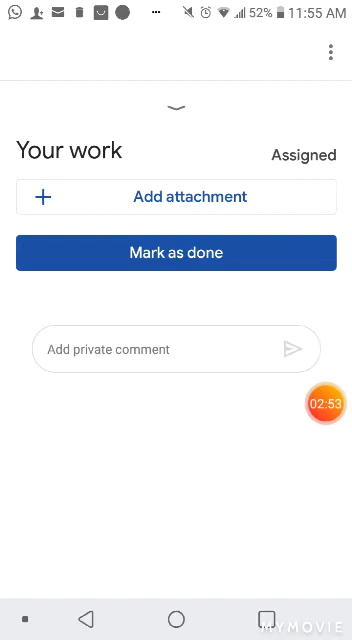 52% 11:55 AM
Your work
Assigned
Add attachment
Mark as done
Add private comment
02:53
MYMOVIE